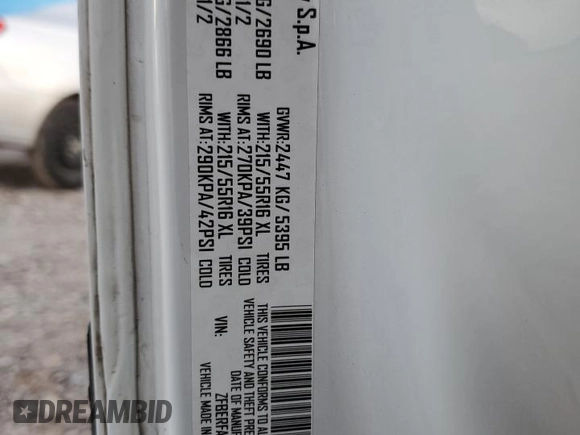 y S.p.A.
GVWR:2447 KG/ 5395 LB
G/2690 LB WITH:215/55R16 XL TIRES
1/2 RIMS AT:270KPA/39PSI COLD
G/2866 LB WITH:215/55R16 XL TIRES
1/2 RIMS AT:290KPA/42PSI COLD
THIS VEHICLE CONFORMS TO AL
VEHICLE SAFETY AND THEFT PRE
DATE OF MANUF
VIN: ZFBERFA
VEHICLE MADE IN
DREAMBID